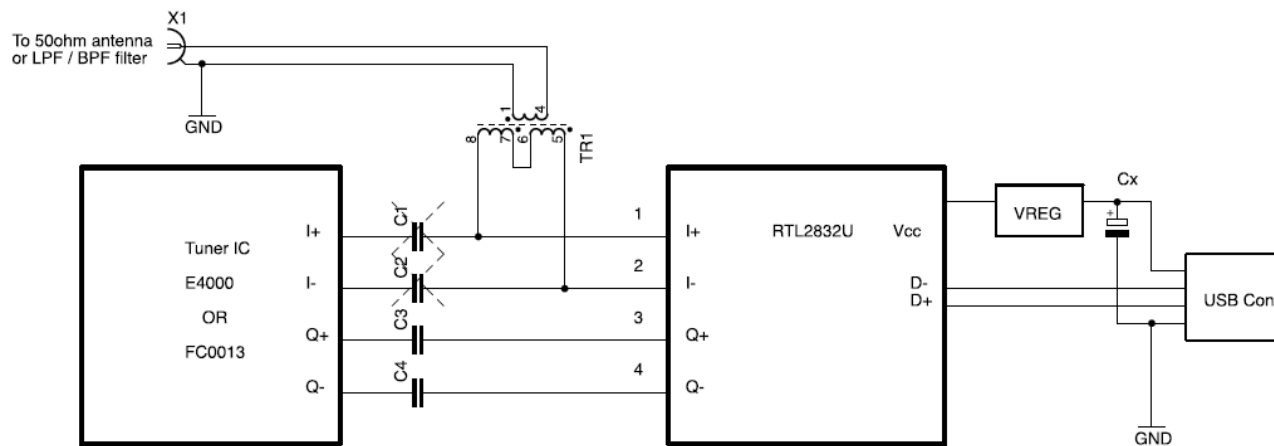 X1
To 50ohm antenna
or LPF / BPF filter
GND
1
4
8
7
6
5
TR1
Tuner IC
E4000
OR
FC0013
I+
I-
Q+
Q-
C1
C2
C3
C4
1
2
3
4
I+
I-
Q+
Q-
RTL2832U
Vcc
D-
D+
VREG
Cx
+
USB Con
GND